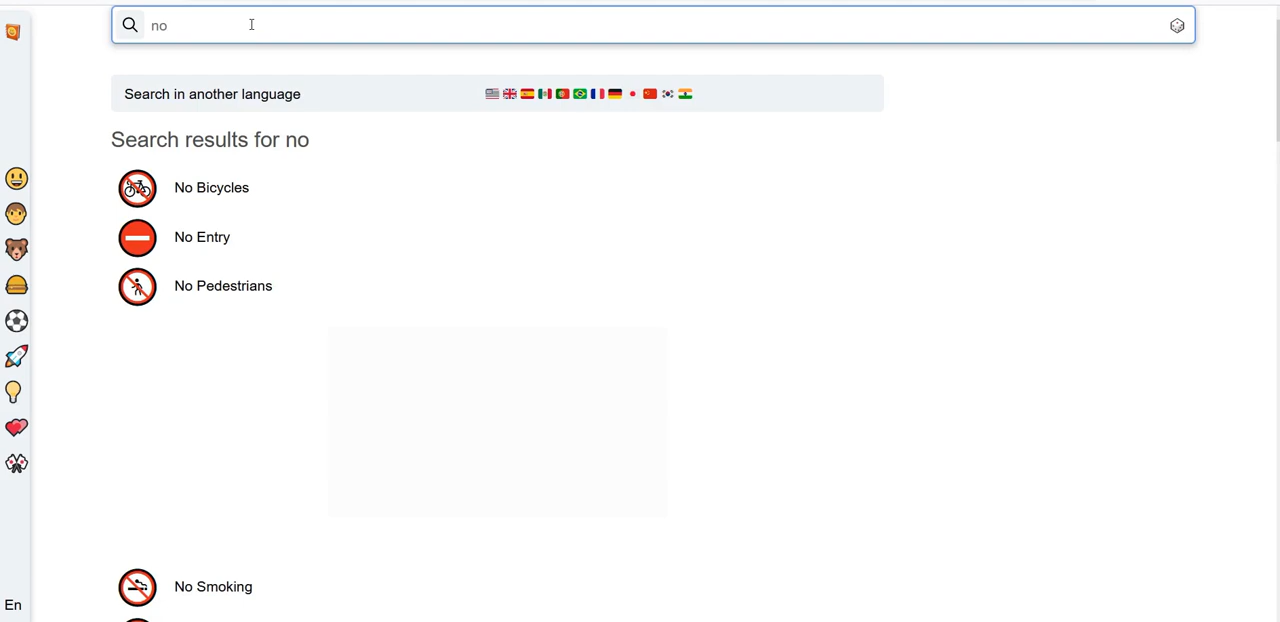 no
Search in another language
Search results for no
No Bicycles
No Entry
No Pedestrians
No Smoking
En